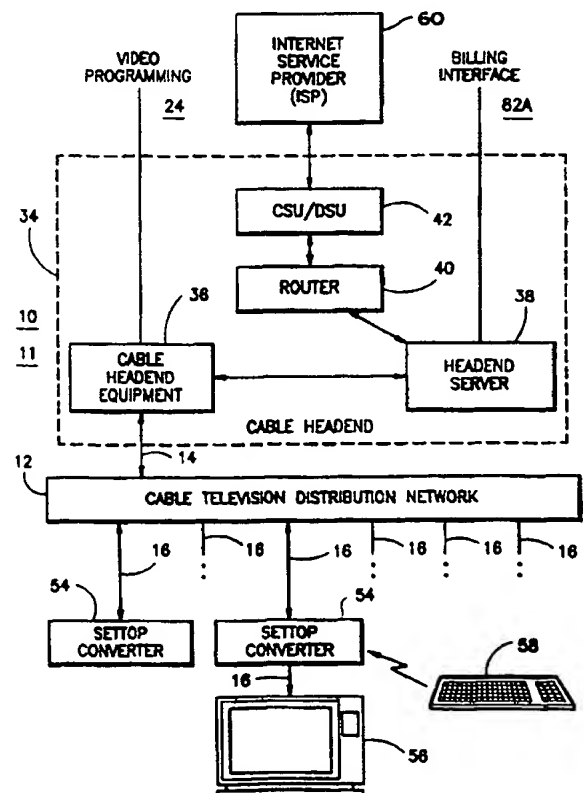 60
VIDEO
PROGRAMMING
24
INTERNET
SERVICE
PROVIDER
(ISP)
BILLING
INTERFACE
82A
34
CSU/DSU
42
10
11
36
ROUTER
40
38
CABLE
HEADEND
EQUIPMENT
HEADEND
SERVER
CABLE HEADEND
14
12
CABLE TELEVISION DISTRIBUTION NETWORK
16
16
16
16
16
16
54
54
SETTOP
CONVERTER
SETTOP
CONVERTER
58
16
56